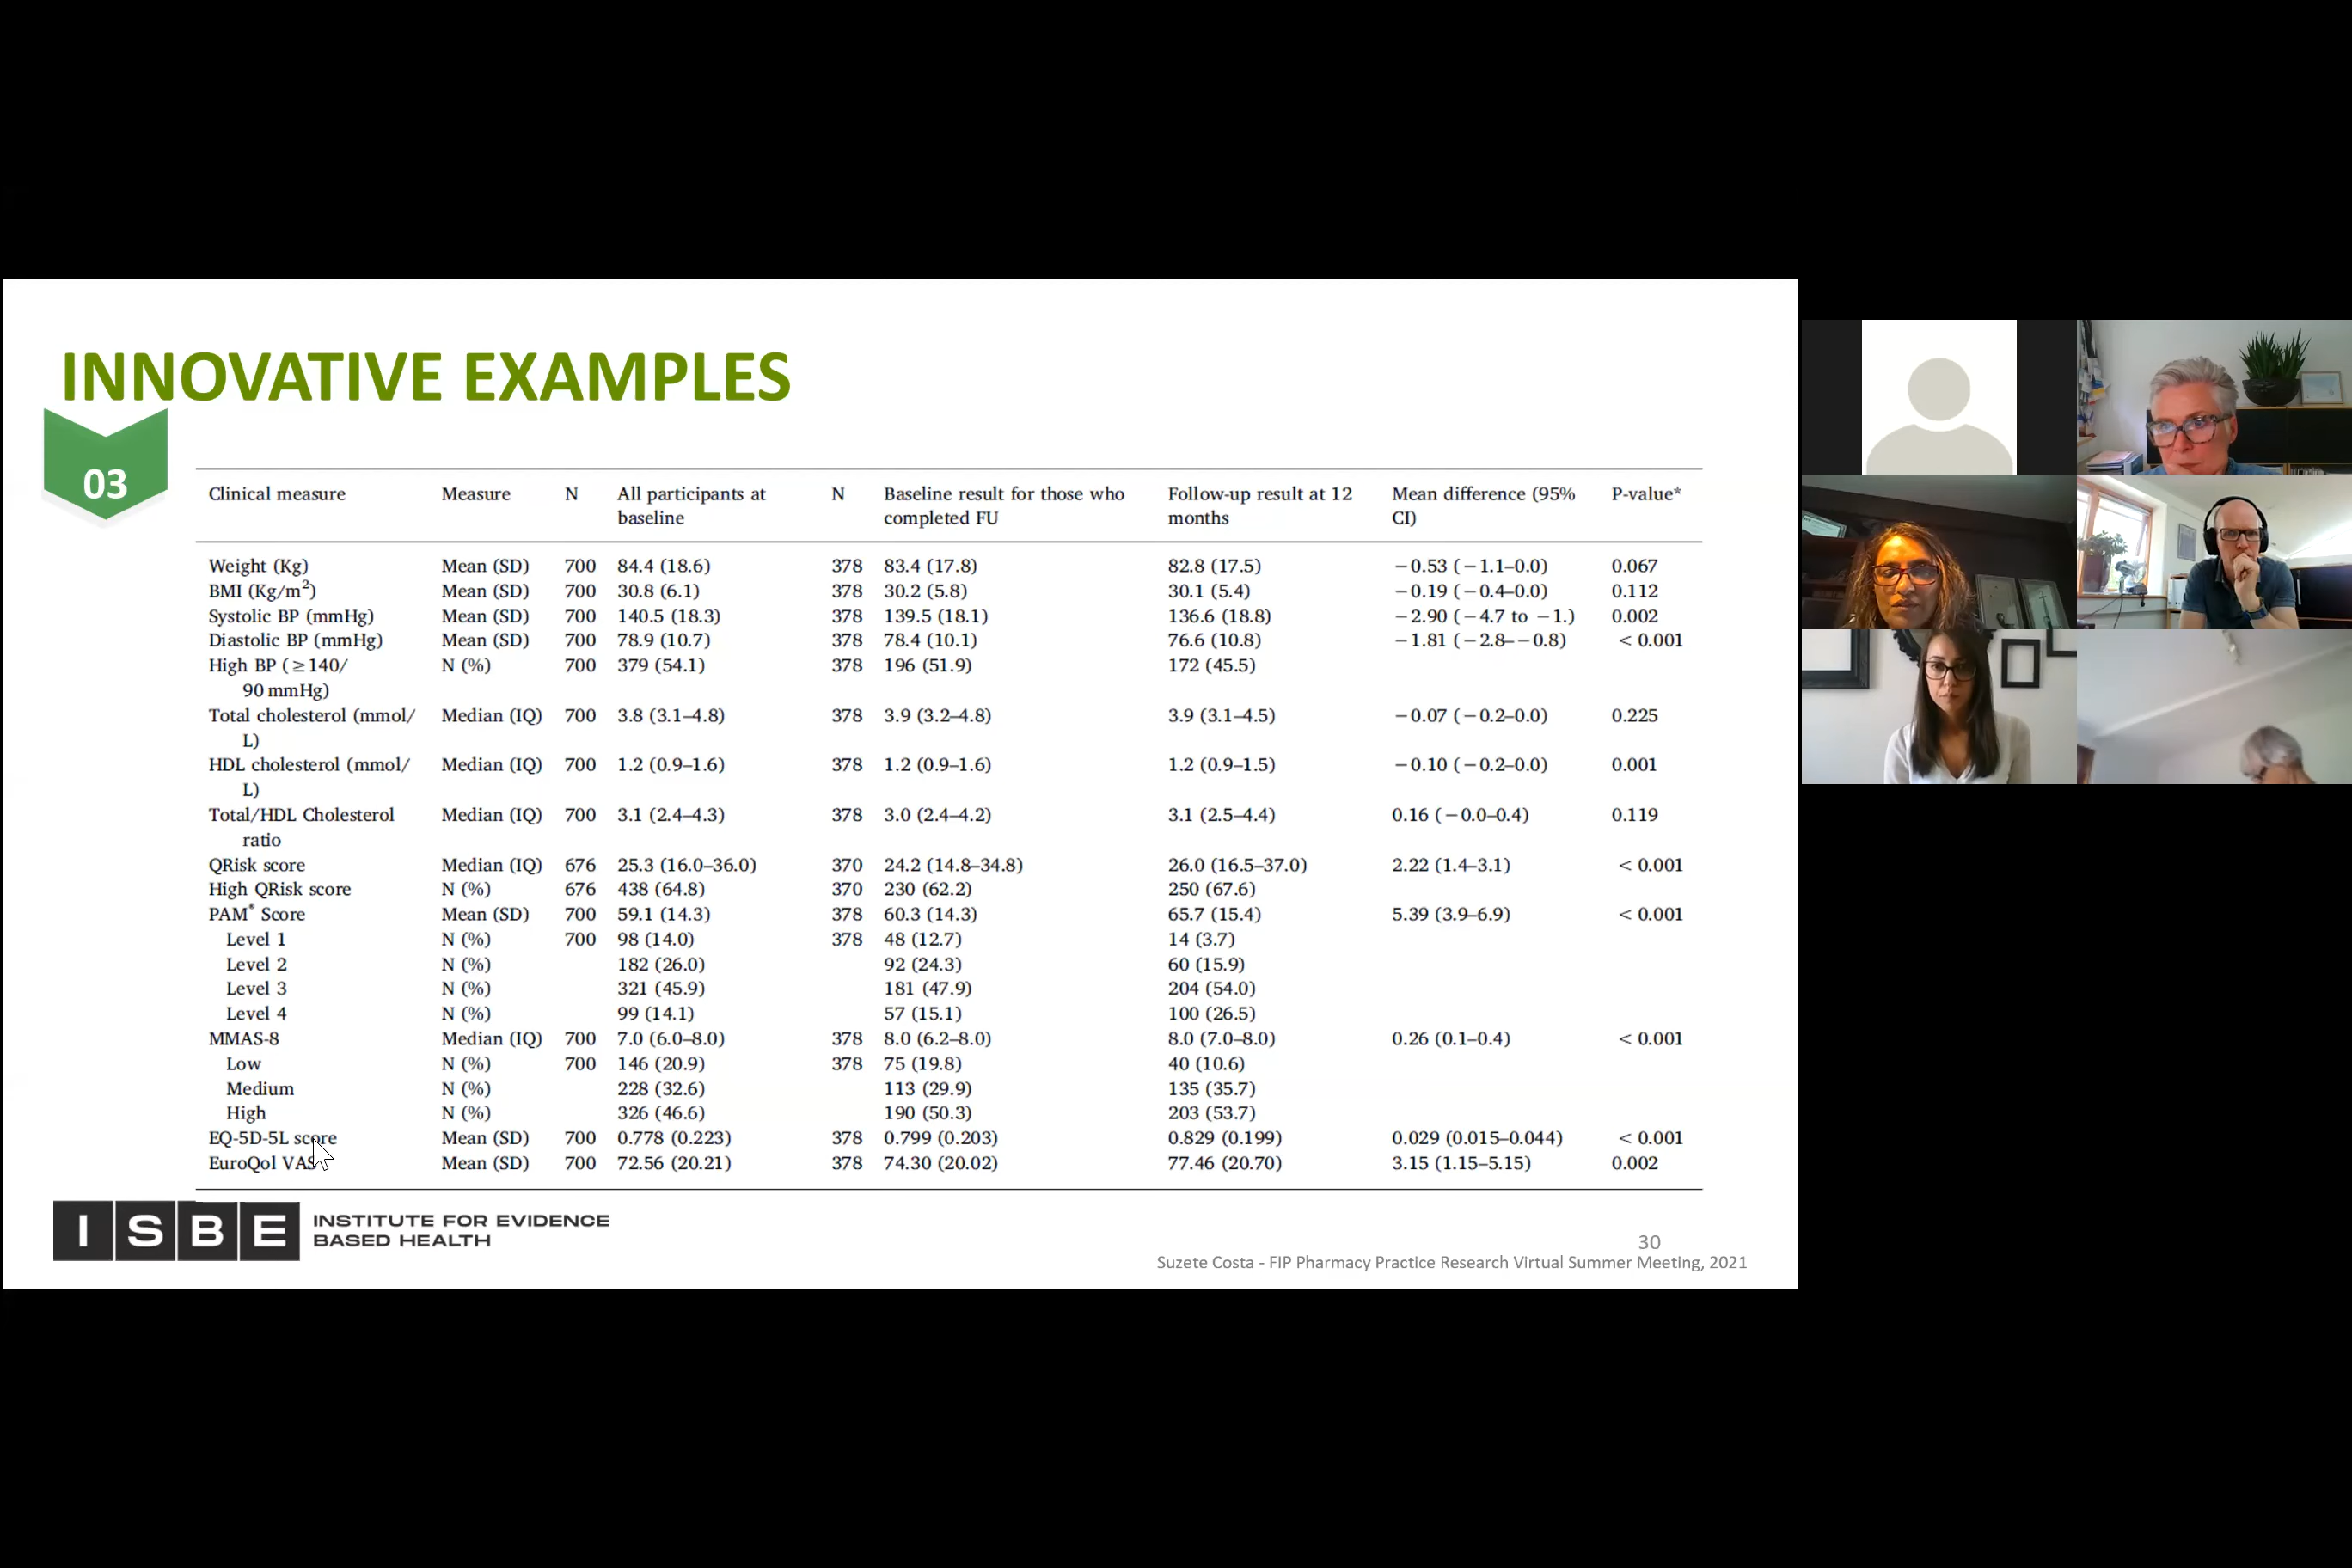 INNOVATIVE EXAMPLES
03
Clinical measure Measure N All participants at baseline N Baseline result for those who completed FU Follow-up result at 12 months Mean difference (95% CI) P-value*
Weight (Kg) Mean (SD) 700 84.4 (18.6) 378 83.4 (17.8) 82.8 (17.5) −0.53 (−1.1–0.0) 0.067
BMI (Kg/m²) Mean (SD) 700 30.8 (6.1) 378 30.2 (5.8) 30.1 (5.4) −0.19 (−0.4–0.0) 0.112
Systolic BP (mmHg) Mean (SD) 700 140.5 (18.3) 378 139.5 (18.1) 136.6 (18.8) −2.90 (−4.7 to −1.) 0.002
Diastolic BP (mmHg) Mean (SD) 700 78.9 (10.7) 378 78.4 (10.1) 76.6 (10.8) −1.81 (−2.8–−0.8) < 0.001
High BP (≥140/ 90 mmHg) N (%) 700 379 (54.1) 378 196 (51.9) 172 (45.5)
Total cholesterol (mmol/ L) Median (IQ) 700 3.8 (3.1–4.8) 378 3.9 (3.2–4.8) 3.9 (3.1–4.5) −0.07 (−0.2–0.0) 0.225
HDL cholesterol (mmol/ L) Median (IQ) 700 1.2 (0.9–1.6) 378 1.2 (0.9–1.6) 1.2 (0.9–1.5) −0.10 (−0.2–0.0) 0.001
Total/HDL Cholesterol ratio Median (IQ) 700 3.1 (2.4–4.3) 378 3.0 (2.4–4.2) 3.1 (2.5–4.4) 0.16 (−0.0–0.4) 0.119
QRisk score Median (IQ) 676 25.3 (16.0–36.0) 370 24.2 (14.8–34.8) 26.0 (16.5–37.0) 2.22 (1.4–3.1) < 0.001
High QRisk score N (%) 676 438 (64.8) 370 230 (62.2) 250 (67.6)
PAM® Score Mean (SD) 700 59.1 (14.3) 378 60.3 (14.3) 65.7 (15.4) 5.39 (3.9–6.9) < 0.001
Level 1 N (%) 700 98 (14.0) 378 48 (12.7) 14 (3.7)
Level 2 N (%) 182 (26.0) 92 (24.3) 60 (15.9)
Level 3 N (%) 321 (45.9) 181 (47.9) 204 (54.0)
Level 4 N (%) 99 (14.1) 57 (15.1) 100 (26.5)
MMAS-8 Median (IQ) 700 7.0 (6.0–8.0) 378 8.0 (6.2–8.0) 8.0 (7.0–8.0) 0.26 (0.1–0.4) < 0.001
Low N (%) 700 146 (20.9) 378 75 (19.8) 40 (10.6)
Medium N (%) 228 (32.6) 113 (29.9) 135 (35.7)
High N (%) 326 (46.6) 190 (50.3) 203 (53.7)
EQ-5D-5L score Mean (SD) 700 0.778 (0.223) 378 0.799 (0.203) 0.829 (0.199) 0.029 (0.015–0.044) < 0.001
EuroQol VAS Mean (SD) 700 72.56 (20.21) 378 74.30 (20.02) 77.46 (20.70) 3.15 (1.15–5.15) 0.002
ISBE INSTITUTE FOR EVIDENCE
BASED HEALTH
30
Suzete Costa - FIP Pharmacy Practice Research Virtual Summer Meeting, 2021